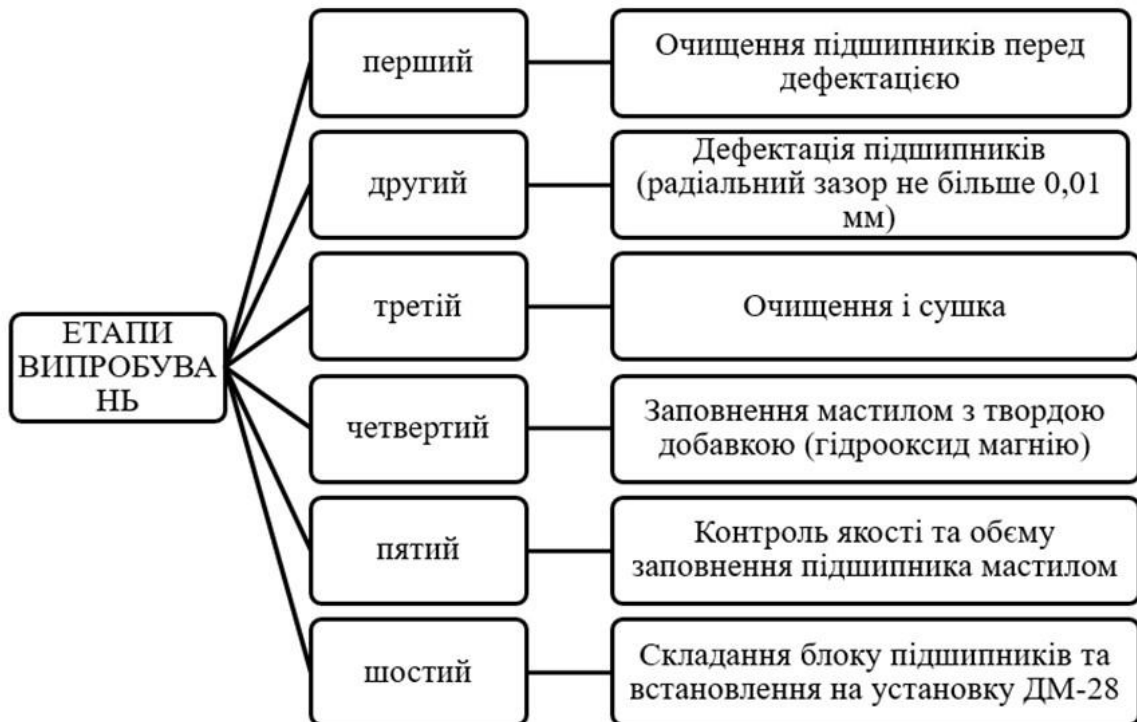 ЕТАПИ
ВИПРОБУВА
НЬ
перший
Очищення підшипників перед
дефектацією
другий
Дефектація підшипників
(радіальний зазор не більше 0,01
мм)
третій
Очищення і сушка
четвертий
Заповнення мастилом з твордою
добавкою (гідрооксид магнію)
пятий
Контроль якості та обєму
заповнення підшипника мастилом
шостий
Складання блоку підшипників та
встановлення на установку ДМ-28